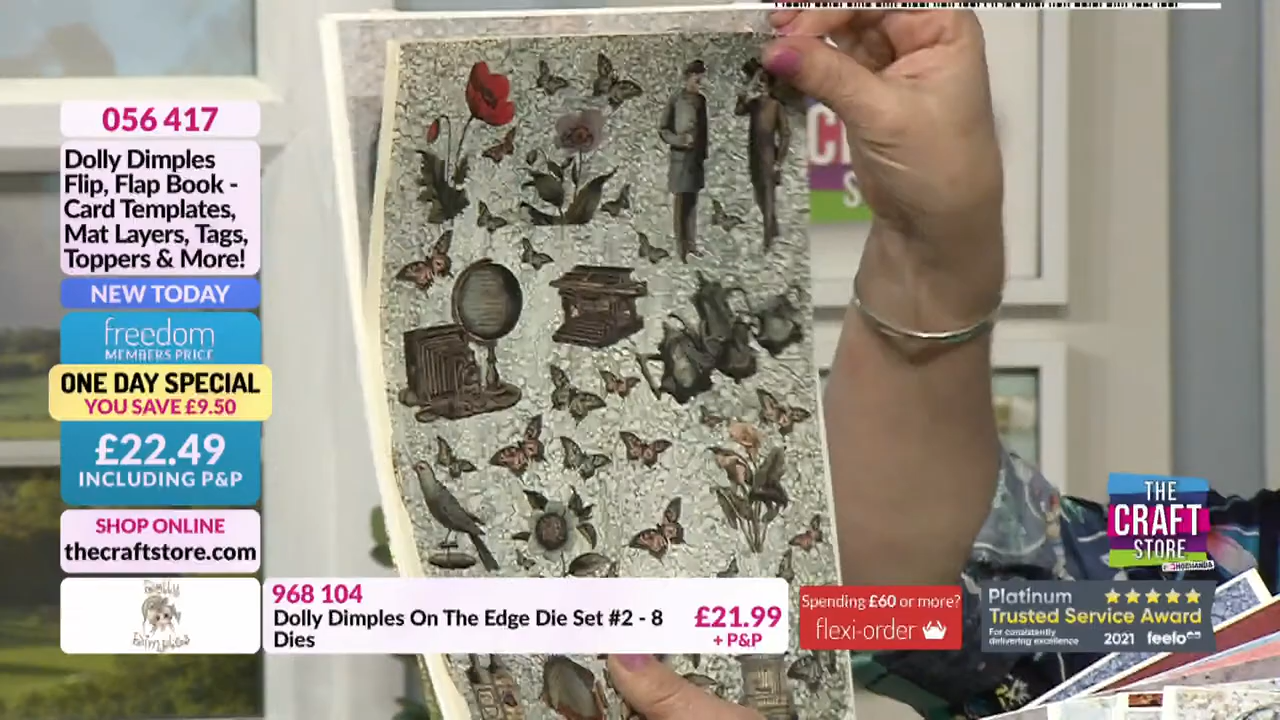 056 417
Dolly Dimples
Flip, Flap Book -
Card Templates,
Mat Layers, Tags,
Toppers & More!
NEW TODAY
freedom
MEMBERS PRICE
ONE DAY SPECIAL
YOU SAVE £9.50
£22.49
INCLUDING P&P
SHOP ONLINE
thecraftstore.com
Dolly
Dimples
968 104
Dolly Dimples On The Edge Die Set #2 - 8
Dies
£21.99
+ P&P
Spending £60 or more?
flexi-order
Platinum
Trusted Service Award
For consistently
delivering excellence
2021 feefo
THE
CRAFT
STORE